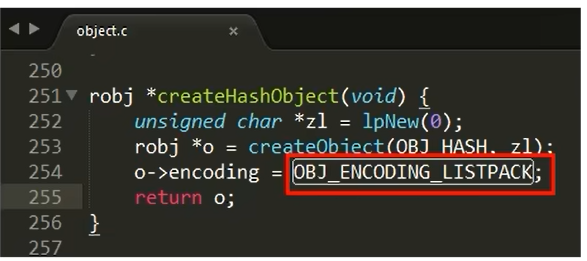 object.c ×
250
251 robj *createHashObject(void) {
252 unsigned char *zl = lpNew(0);
253 robj *o = createObject(OBJ_HASH, zl);
254 o->encoding = OBJ_ENCODING_LISTPACK;
255 return o;
256 }
257